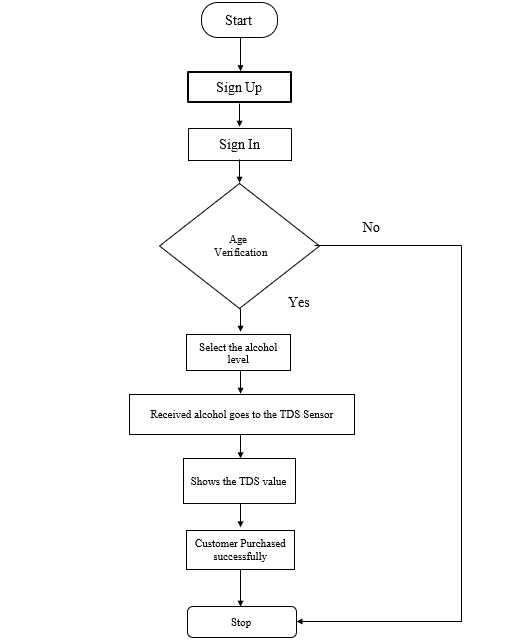 Start
Sign Up
Sign In
Age
Verification
No
Yes
Select the alcohol
level
Received alcohol goes to the TDS Sensor
Shows the TDS value
Customer Purchased
successfully
Stop